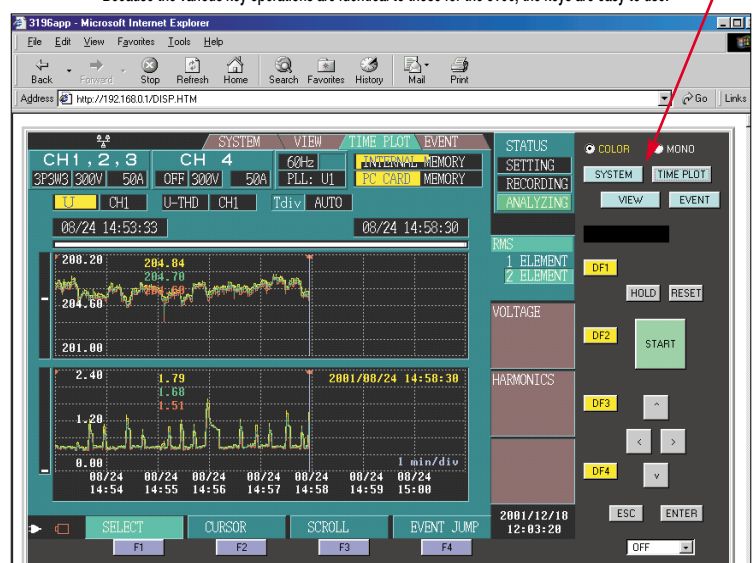 Because the various key operations are identical to those for the 3196, the keys are easy to use.
3196app - Microsoft Internet Explorer
File Edit View Favorites Tools Help
Back Forward Stop Refresh Home Search Favorites History Mail Print
Address http://192.168.0.1/DISP.HTM Go Links
SYSTEM VIEW TIME PLOT EVENT STATUS COLOR MONO
CH1,2,3 CH 4 60Hz INTERNAL MEMORY SETTING
3P3W3 300V 50A OFF 300V 50A PLL: U1 PC CARD MEMORY RECORDING SYSTEM TIME PLOT
U CH1 U-THD CH1 Tdiv AUTO ANALYZING VIEW EVENT
08/24 14:53:33 08/24 14:58:30
RMS
208.20 204.84 1 ELEMENT
204.70 2 ELEMENT DF1
204.60
HOLD RESET
VOLTAGE
201.00 DF2 START
2.40 1.79 2001/08/24 14:58:30 HARMONICS
1.68
1.51 DF3 ^
1.20
< >
0.00 1 min/div
08/24 08/24 08/24 08/24 08/24 08/24 08/24 DF4 v
14:54 14:55 14:56 14:57 14:58 14:59 15:00
SELECT CURSOR SCROLL EVENT JUMP 2001/12/18 ESC ENTER
12:03:20
F1 F2 F3 F4 OFF